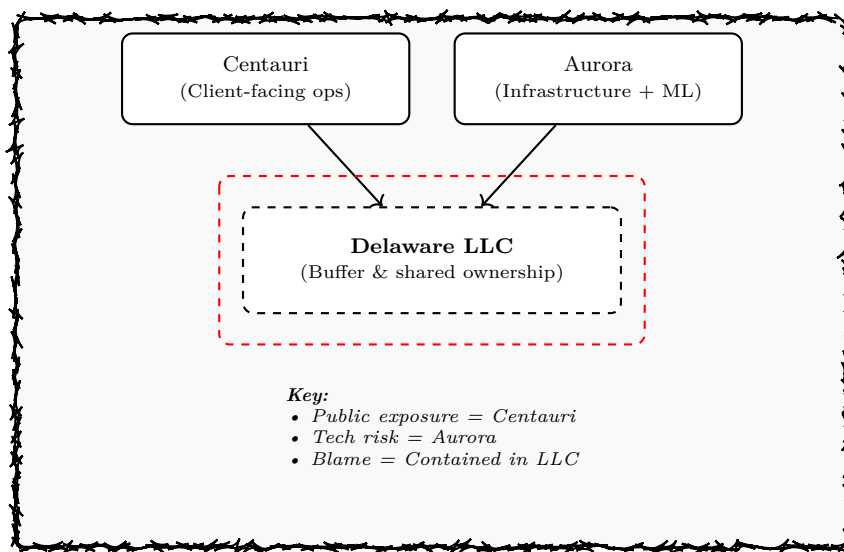 Centauri
(Client-facing ops)
Aurora
(Infrastructure + ML)
Delaware LLC
(Buffer & shared ownership)
Key:
• Public exposure = Centauri
• Tech risk = Aurora
• Blame = Contained in LLC